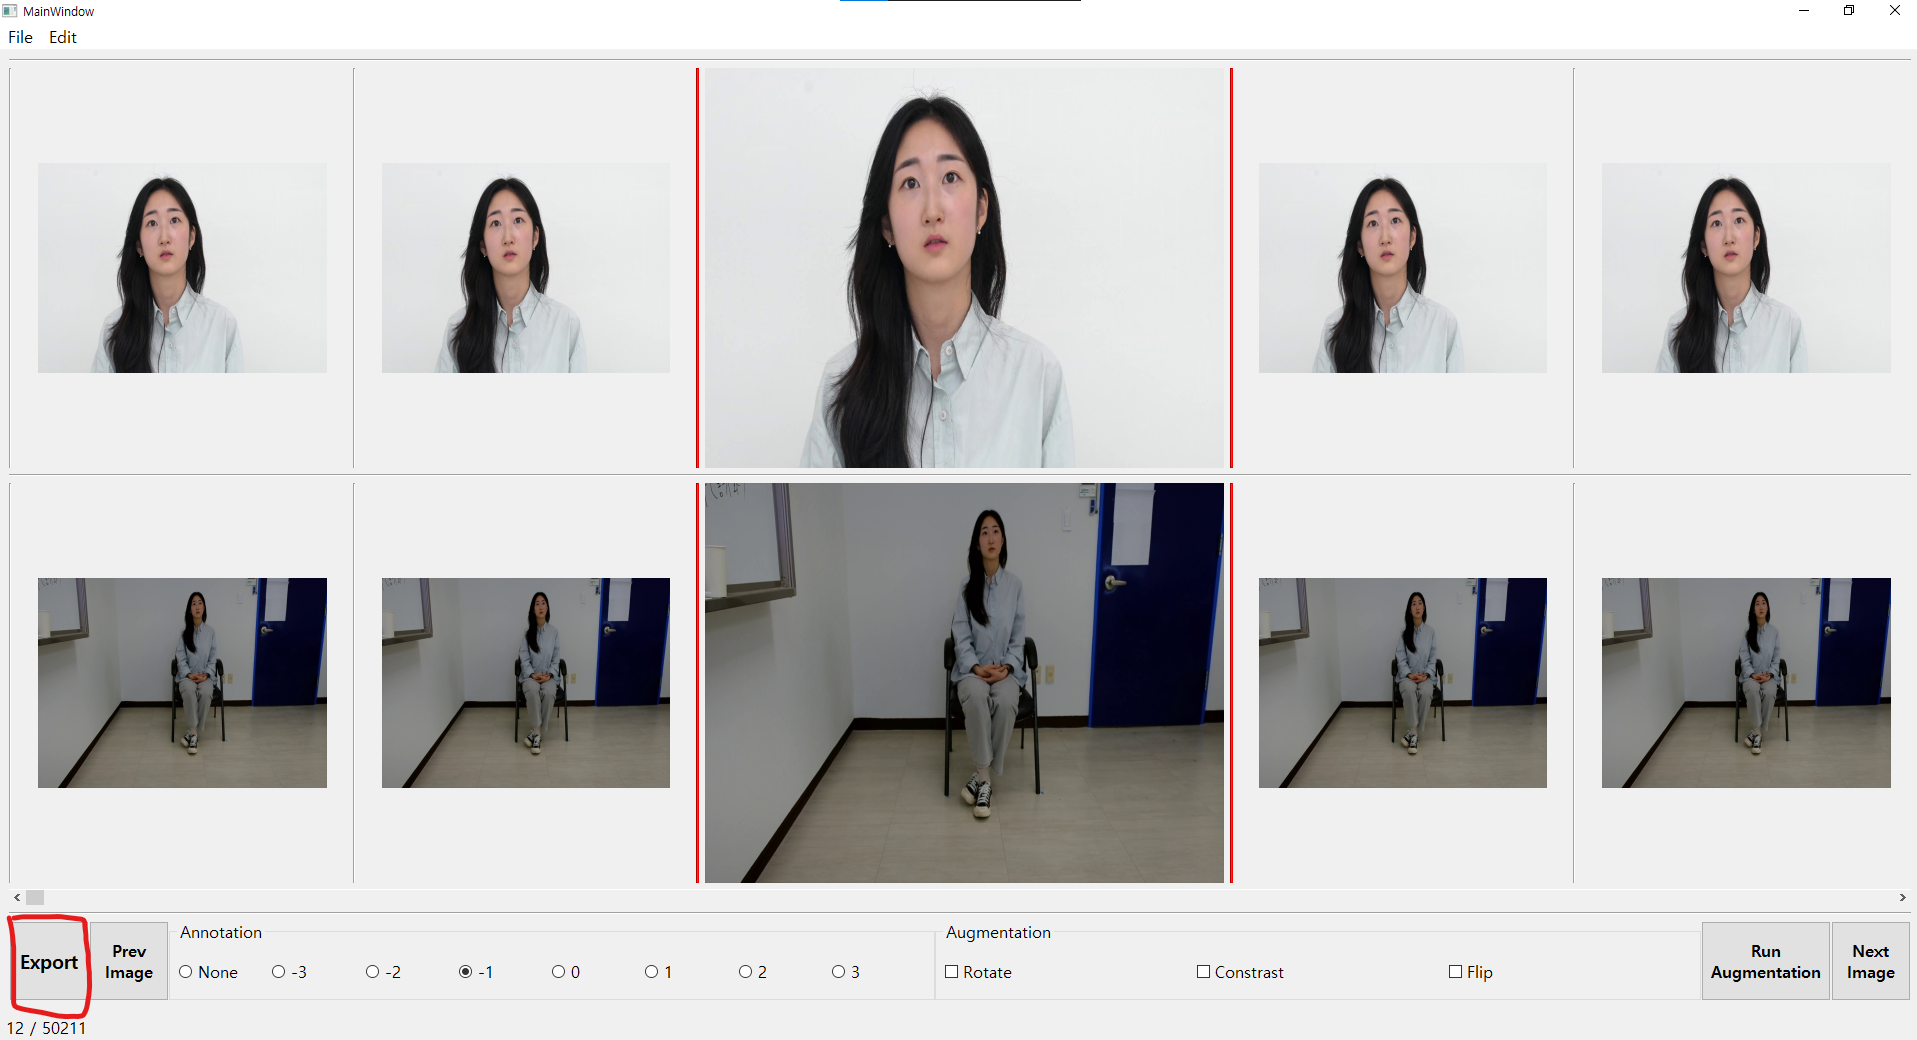 MainWindow
File Edit
Export
Prev
Image
Annotation
None -3 -2 -1 0 1 2 3
Augmentation
Rotate Constrast Flip
Run
Augmentation
Next
Image
12 / 50211